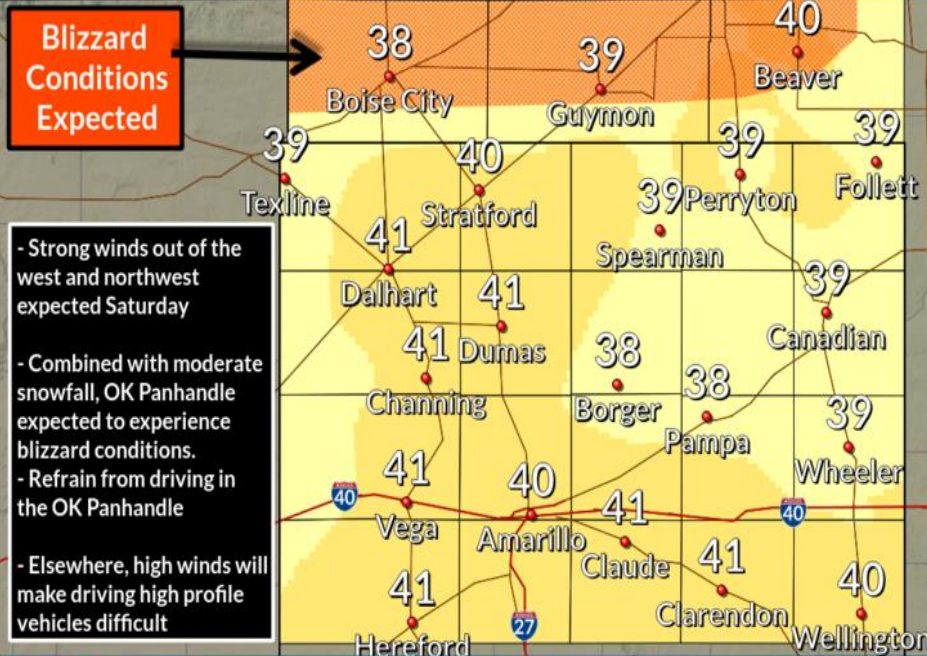 Blizzard
Conditions
Expected
38
Boise City
39
Guymon
40
Beaver
39
Texline
40
Stratford
39
Spearman
39
Perryton
39
Follett
41
Dalhart
41
Dumas
39
Canadian
41
Channing
38
Borger
38
Pampa
39
Wheeler
41
Vega
40
Amarillo
41
Claude
41
Clarendon
40
Wellington
41
Hereford
40
40
27
- Strong winds out of the
west and northwest
expected Saturday
- Combined with moderate
snowfall, OK Panhandle
expected to experience
blizzard conditions.
- Refrain from driving in
the OK Panhandle
- Elsewhere, high winds will
make driving high profile
vehicles difficult